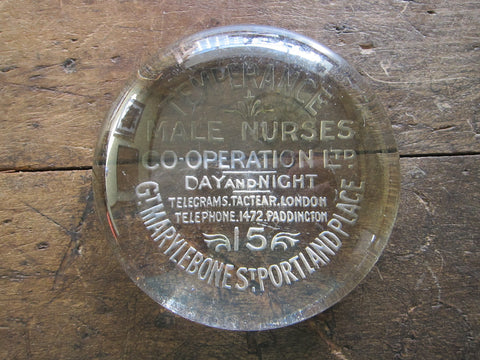 TEMPERANCE
MALE NURSES
CO-OPERATION LTD
DAY AND NIGHT
TELEGRAMS. TACTEAR, LONDON
TELEPHONE. 1472. PADDINGTON
15
GT MARYLEBONE ST. PORTLAND PLACE